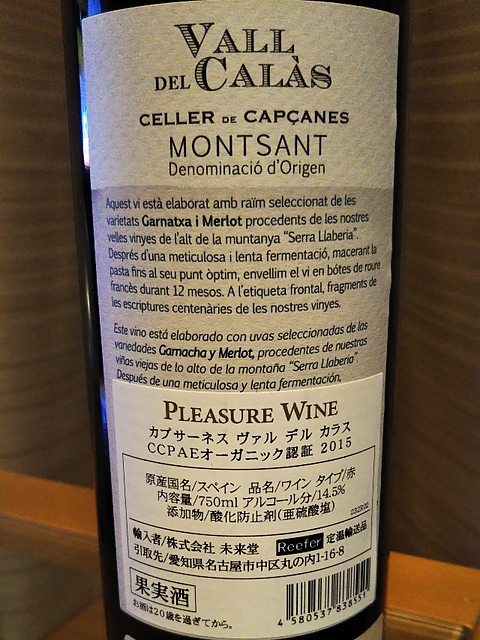 VALL
DEL CALÀS
CELLER DE CAPÇANES
MONTSANT
Denominació d'Origen
Aquest vi està elaborat amb raïm seleccionat de les
varietats Garnatxa i Merlot procedents de les nostres
velles vinyes de l'alt de la muntanya "Serra Llaberia".
Després d'una meticulosa i lenta fermentació, macerant la
pasta fins al seu punt òptim, envellim el vi en bótes de roure
francès durant 12 mesos. A l'etiqueta frontal, fragments de
les escriptures centenàries de les nostres vinyes.
Este vino está elaborado con uvas seleccionadas de las
variedades Garnacha y Merlot, procedentes de nuestras
viñas viejas de lo alto de la montaña "Serra Llaberia".
Después de una meticulosa y lenta fermentación,
PLEASURE WINE
カプサーネス ヴァル デル カラス
CCPAEオーガニック認証 2015
原産国名/スペイン 品名/ワイン タイプ/赤
内容量/750ml アルコール分/14.5%
添加物/酸化防止剤(亜硫酸塩)
輸入者/株式会社 未来堂 Reefer 定温輸送品
引取先/愛知県名古屋市中区丸の内1-16-8
果実酒
お酒は20歳を過ぎてから。
4 580537 838551